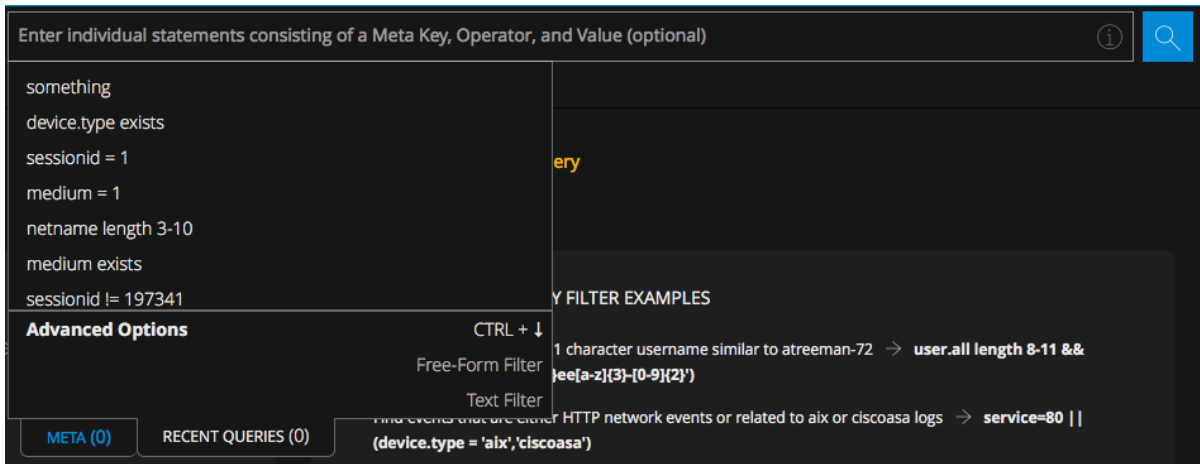 Enter individual statements consisting of a Meta Key, Operator, and Value (optional)
something
device.type exists
sessionid = 1
medium = 1
netname length 3-10
medium exists
sessionid != 197341
Advanced Options CTRL + ↓
Free-Form Filter
Text Filter
META (0) RECENT QUERIES (0)
ery
Y FILTER EXAMPLES
1 character username similar to atreeman-72 → user.all length 8-11 &&
}ee[a-z]{3}-[0-9]{2}')
Find events that are either HTTP network events or related to aix or ciscoasa logs → service=80 ||
(device.type = 'aix','ciscoasa')